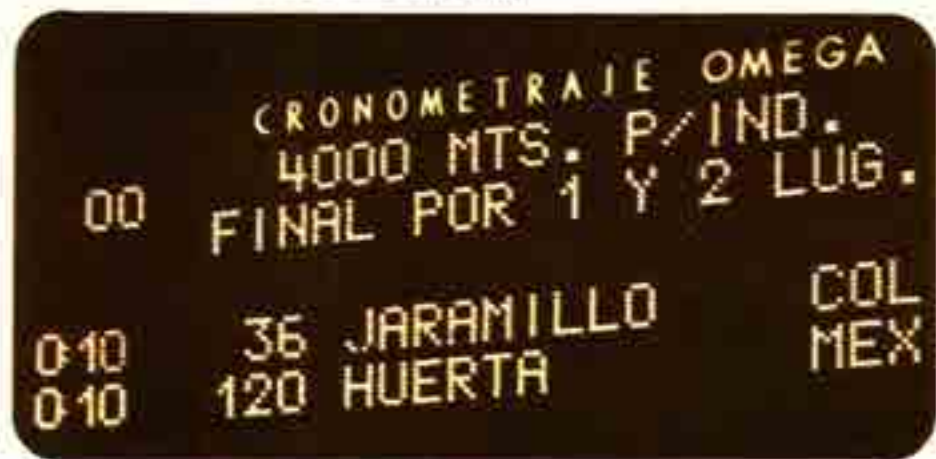 CRONOMETRAJE OMEGA
4000 MTS. P/IND.
00 FINAL POR 1 Y 2 LUG.
0·10 36 JARAMILLO COL
0·10 120 HUERTA MEX